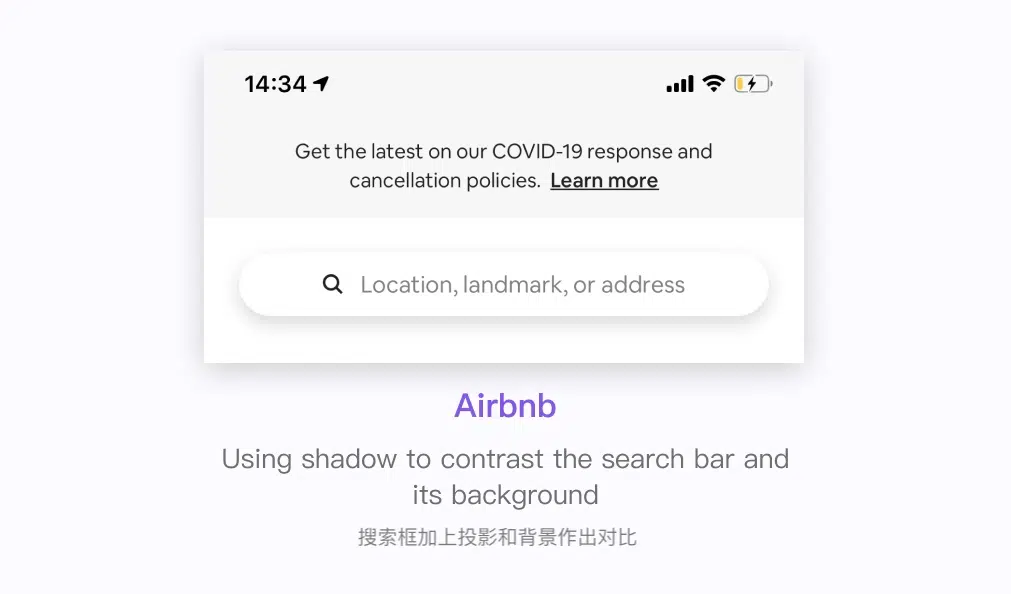 14:34
Get the latest on our COVID-19 response and
cancellation policies. Learn more
Location, landmark, or address
Airbnb
Using shadow to contrast the search bar and
its background
搜索框加上投影和背景作出对比